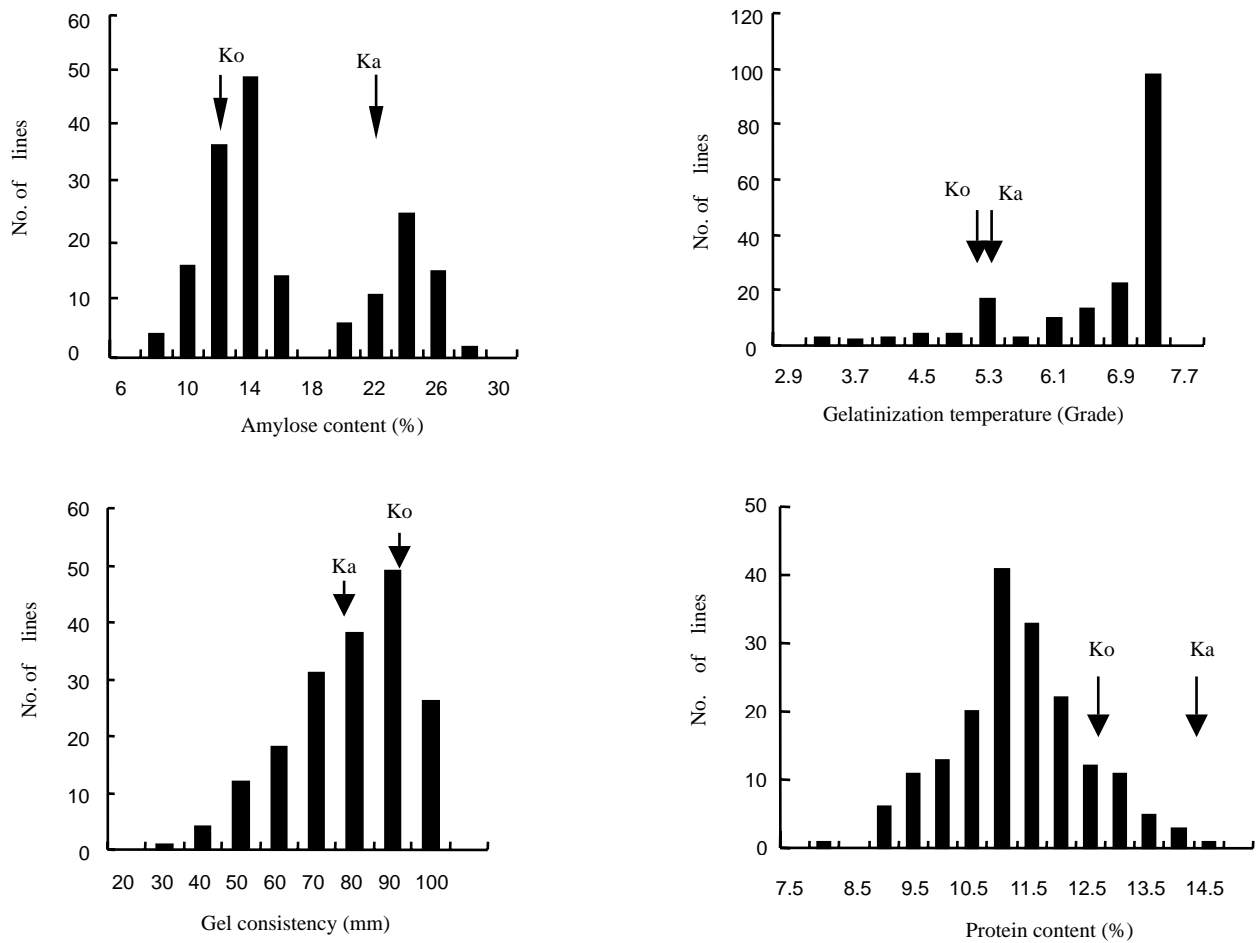 60
50
40
30
20
10
0
No. of lines
Ko
Ka
6 10 14 18 22 26 30
Amylose content (%)
120
100
80
60
40
20
0
No. of lines
Ko
Ka
2.9 3.7 4.5 5.3 6.1 6.9 7.7
Gelatinization temperature (Grade)
60
50
40
30
20
10
0
No. of lines
Ko
Ka
20 30 40 50 60 70 80 90 100
Gel consistency (mm)
50
40
30
20
10
0
No. of lines
Ko
Ka
7.5 8.5 9.5 10.5 11.5 12.5 13.5 14.5
Protein content (%)